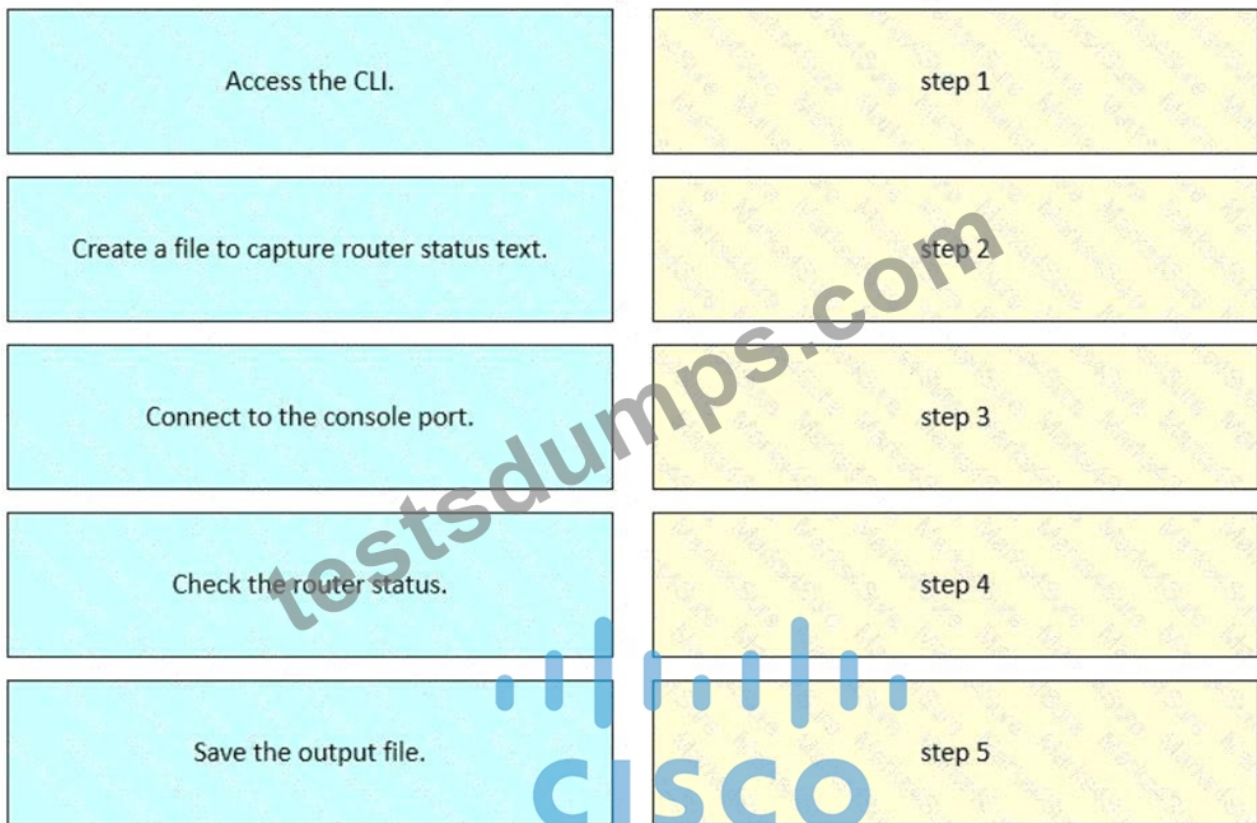 Access the CLI.
step 1
Create a file to capture router status text.
step 2
Connect to the console port.
step 3
Check the router status.
step 4
Save the output file.
step 5
testsdumps.com
CISCO